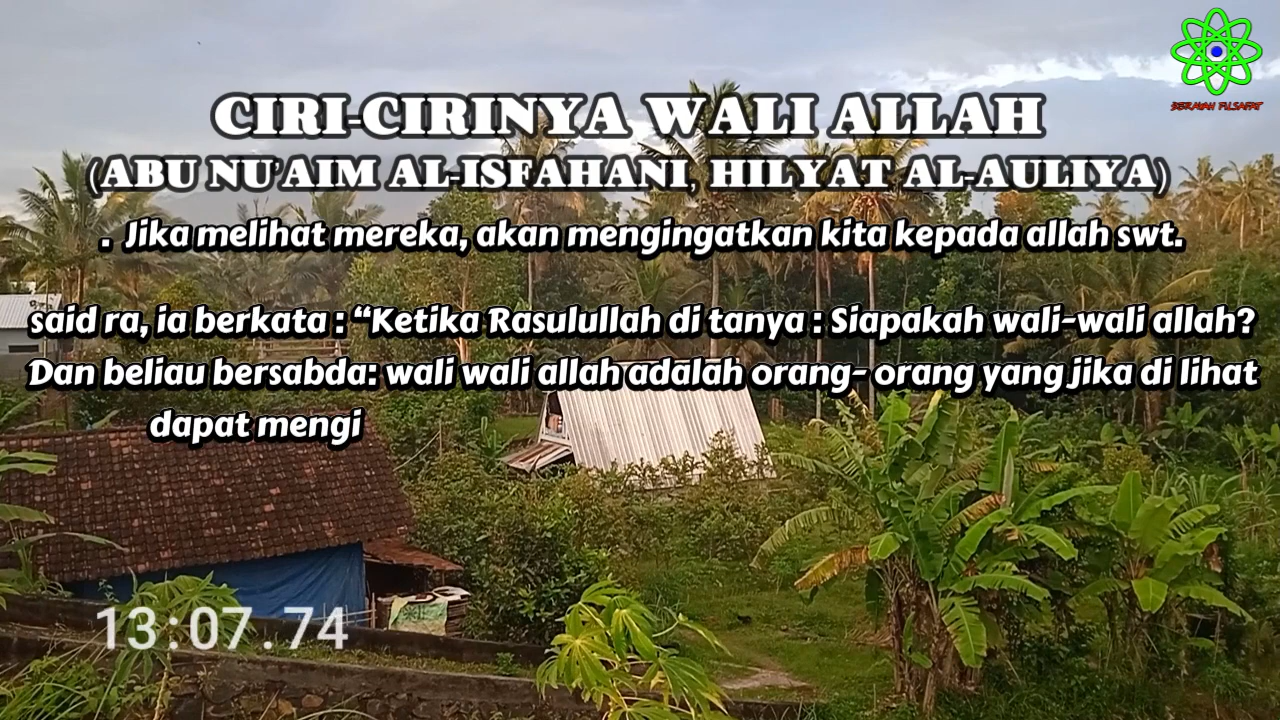 CIRI-CIRINYA WALI ALLAH
(ABU NU'AIM AL-ISFAHANI, HILYAT AL-AULIYA)
. Jika melihat mereka, akan mengingatkan kita kepada allah swt.
said ra, ia berkata : “Ketika Rasulullah di tanya : Siapakah wali-wali allah?
Dan beliau bersabda: wali wali allah adalah orang- orang yang jika di lihat
dapat mengi
13:07.74